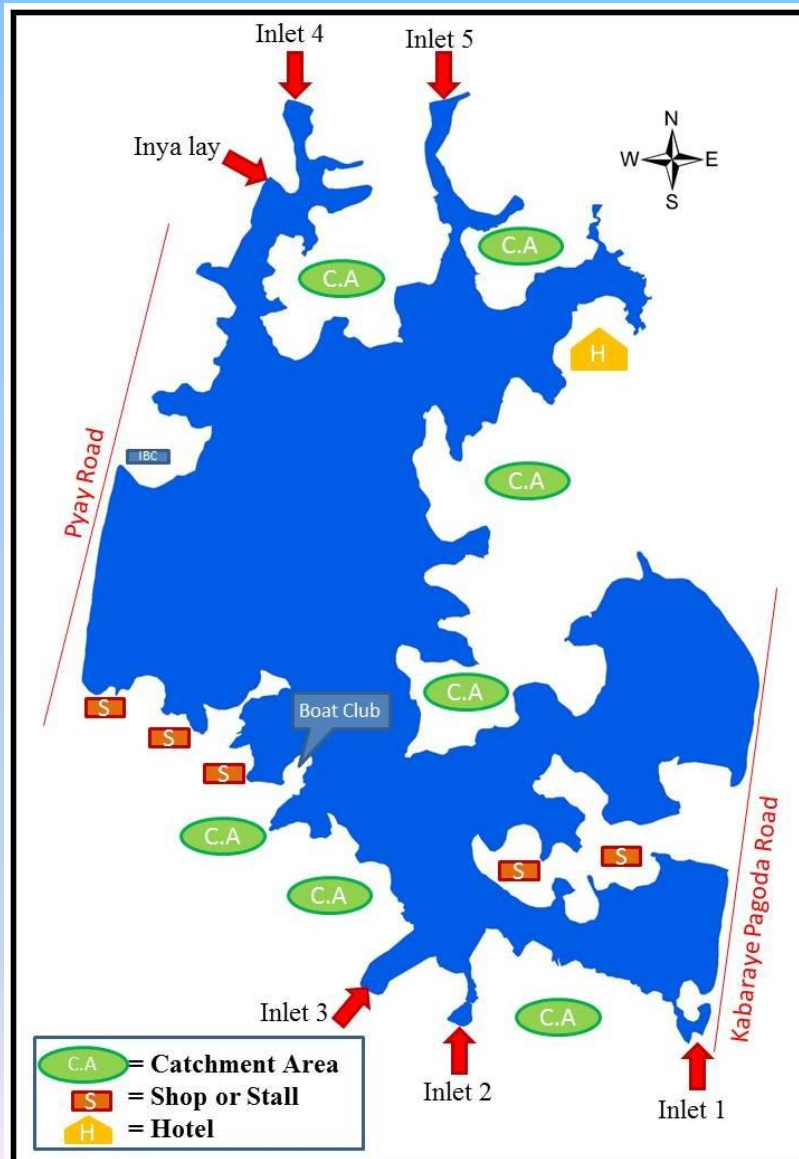 Inlet 4
Inlet 5
Inya lay
N
W
E
S
C.A
C.A
H
Pyay Road
IBC
C.A
C.A
Boat Club
S
S
S
C.A
S
S
C.A
Kabaraye Pagoda Road
C.A
Inlet 3
Inlet 2
Inlet 1
C.A = Catchment Area
S = Shop or Stall
H = Hotel